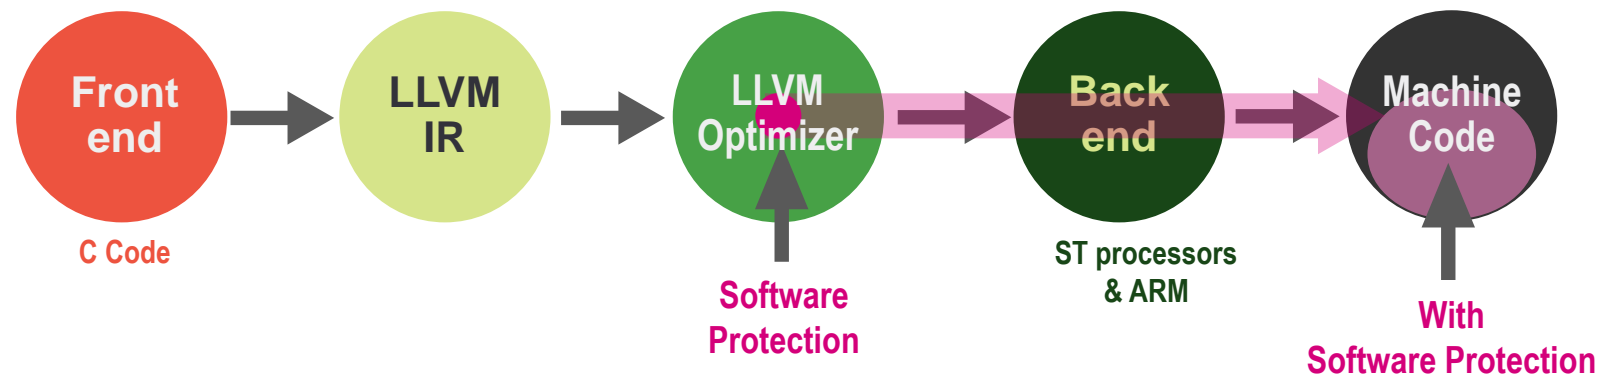 Front
end
LLVM
IR
LLVM
Optimizer
Back
end
Machine
Code
C Code
Software
Protection
ST processors
& ARM
With
Software Protection